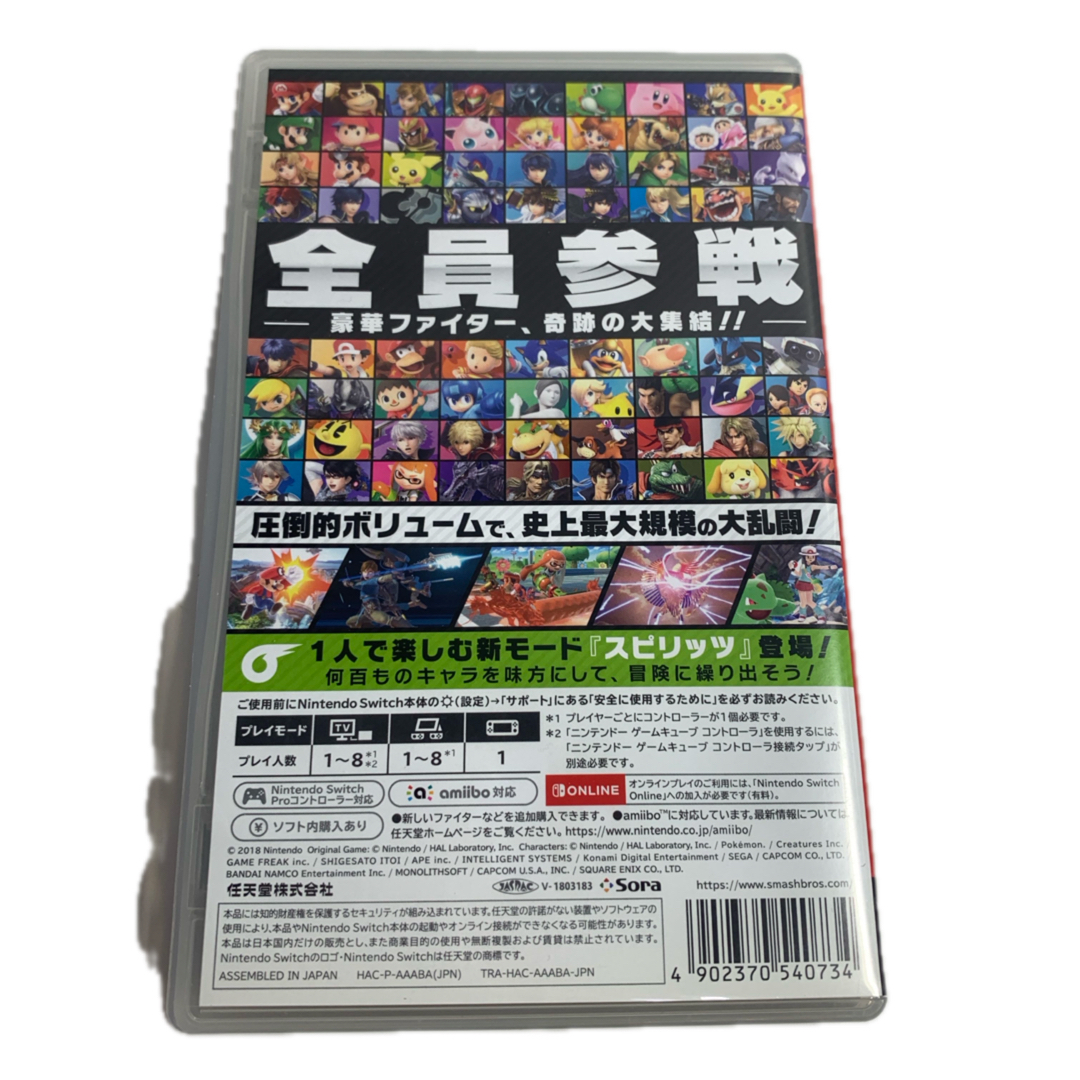 全員参戦
豪華ファイター、奇跡の大集結!!
圧倒的ボリュームで、史上最大規模の大乱闘!
1人で楽しむ新モード『スピリッツ』登場!
何百ものキャラを味方にして、冒険に繰り出そう!
ご使用前にNintendo Switch本体の(設定)→「サポート」にある「安全に使用するために」を必ずお読みください。
プレイモード TV
プレイ人数 1~8 *1 *2 1~8 *1 1
*1 プレイヤーごとにコントローラーが1個必要です。
*2 「ニンテンドー ゲームキューブ コントローラ」を使用するには、
「ニンテンドー ゲームキューブ コントローラ接続タップ」が
別途必要です。
Nintendo Switch
Proコントローラー対応
amiibo 対応
ONLINE
オンラインプレイのご利用には、「Nintendo Switch
Online」への加入が必要です(有料)。
¥ ソフト内購入あり
●新しいファイターなどを追加購入できます。 ●amiibo™に対応しています。最新情報については
任天堂ホームページをご覧ください。https://www.nintendo.co.jp/amiibo/
© 2018 Nintendo Original Game: © Nintendo / HAL Laboratory, Inc. Characters: © Nintendo / HAL Laboratory, Inc. / Pokémon. / Creatures Inc. /
GAME FREAK inc. / SHIGESATO ITOI / APE inc. / INTELLIGENT SYSTEMS / Konami Digital Entertainment / SEGA / CAPCOM CO., LTD. /
BANDAI NAMCO Entertainment Inc. / MONOLITHSOFT / CAPCOM U.S.A., INC. / SQUARE ENIX CO., LTD.
任天堂株式会社
JASRAC V-1803183 Sora https://www.smashbros.com/
本品には知的財産権を保護するセキュリティが組み込まれています。任天堂の許諾がない装置やソフトウェアの
使用により、本品やNintendo Switch本体の起動やオンライン接続ができなくなる可能性があります。
本品は日本国内だけの販売とし、また商業目的の使用や無断複製および賃貸は禁止されています。
Nintendo Switchのロゴ・Nintendo Switchは任天堂の商標です。
ASSEMBLED IN JAPAN HAC-P-AAABA(JPN) TRA-HAC-AAABA-JPN
4 902370 540734